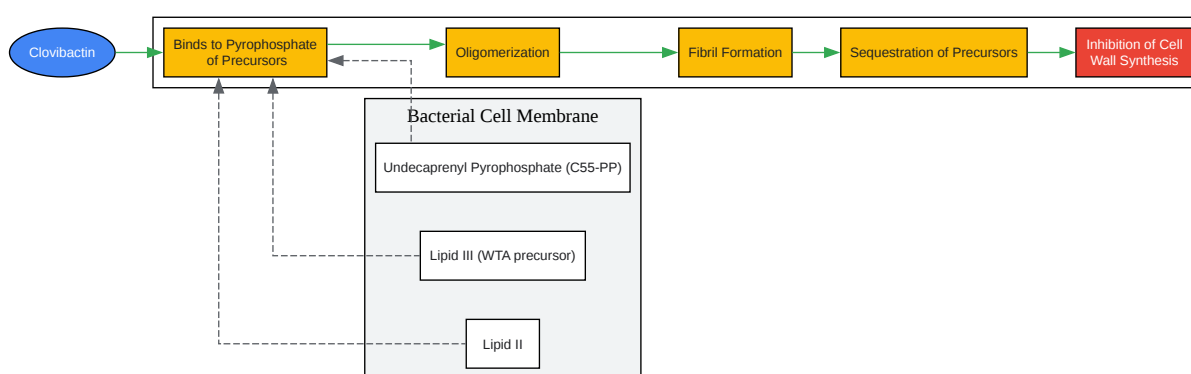 Clovibactin
Binds to Pyrophosphate
of Precursors
Oligomerization
Fibril Formation
Sequestration of Precursors
Inhibition of Cell
Wall Synthesis
Bacterial Cell Membrane
Undecaprenyl Pyrophosphate (C55-PP)
Lipid III (WTA precursor)
Lipid II